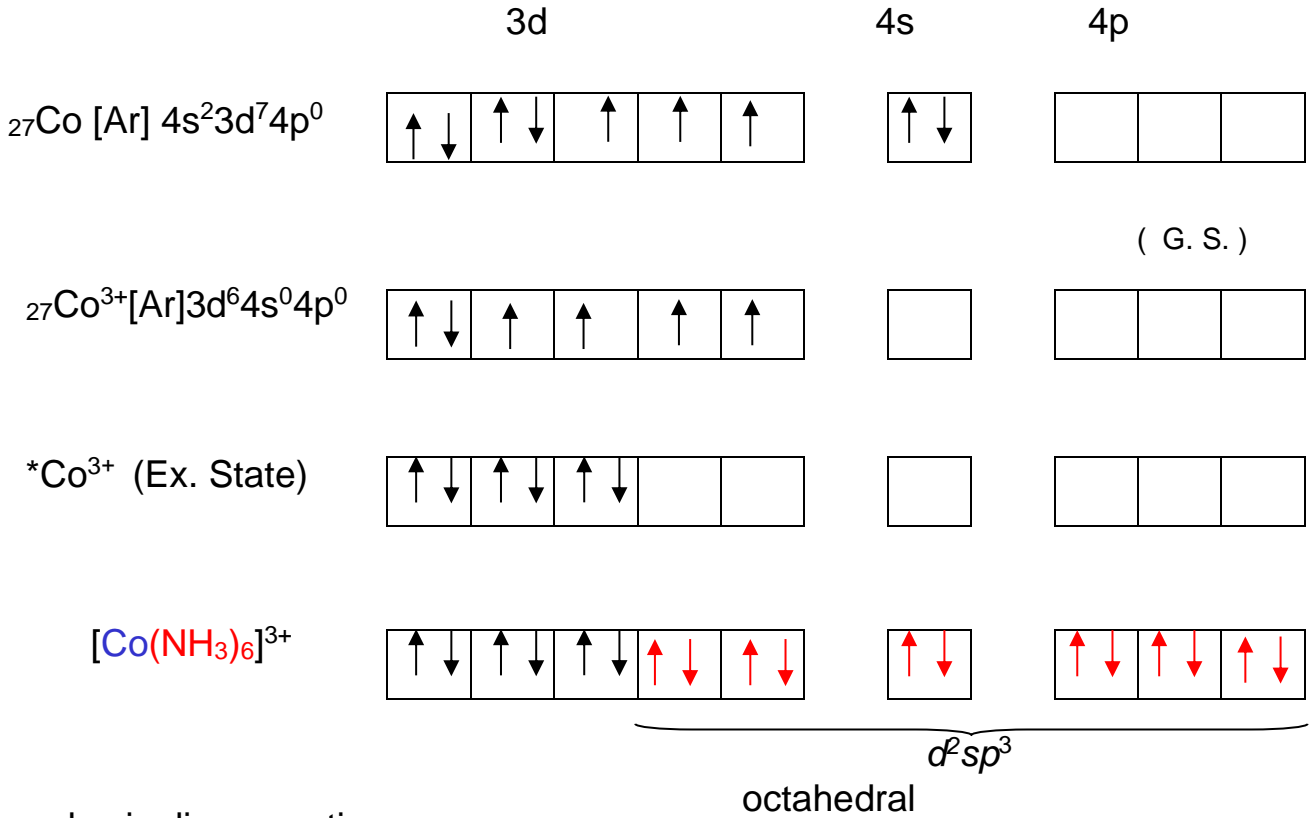 3d 4s 4p
₂₇Co [Ar] 4s²3d⁷4p⁰
( G. S. )
₂₇Co³⁺[Ar]3d⁶4s⁰4p⁰
*Co³⁺ (Ex. State)
[Co(NH₃)₆]³⁺
d²sp³
octahedral